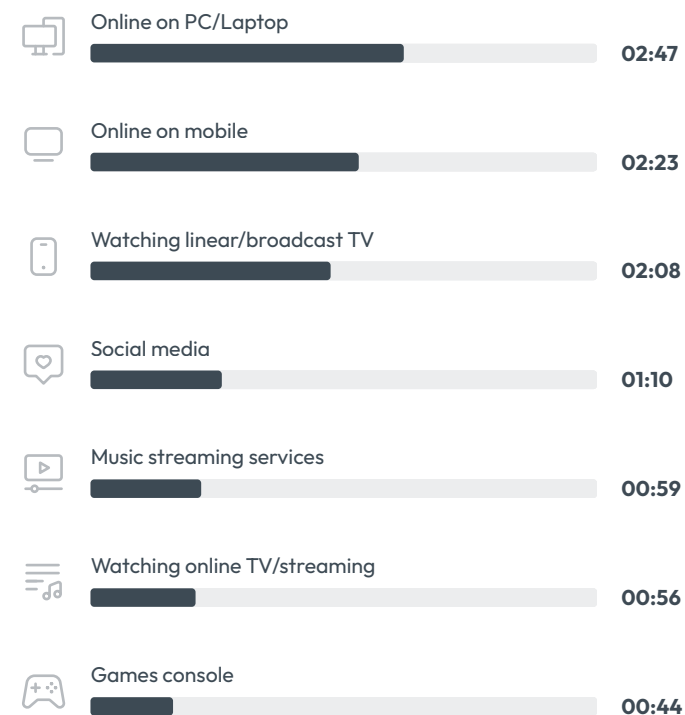 Online on PC/Laptop
02:47
Online on mobile
02:23
Watching linear/broadcast TV
02:08
Social media
01:10
Music streaming services
00:59
Watching online TV/streaming
00:56
Games console
00:44